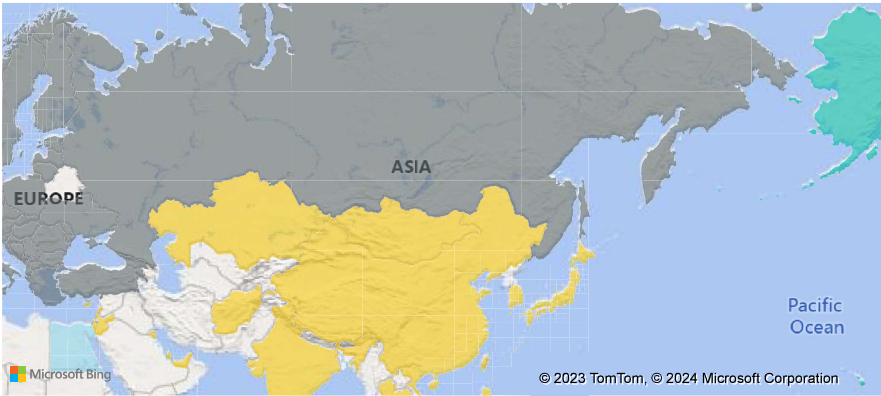 ASIA
EUROPE
Pacific
Ocean
Microsoft Bing
© 2023 TomTom, © 2024 Microsoft Corporation